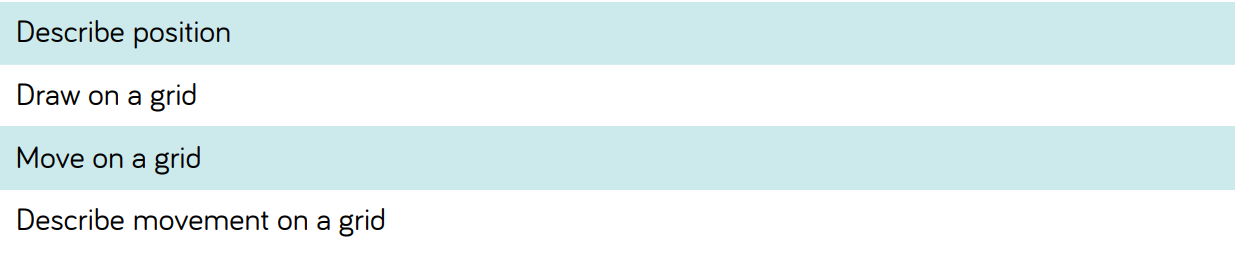 Describe position
Draw on a grid
Move on a grid
Describe movement on a grid